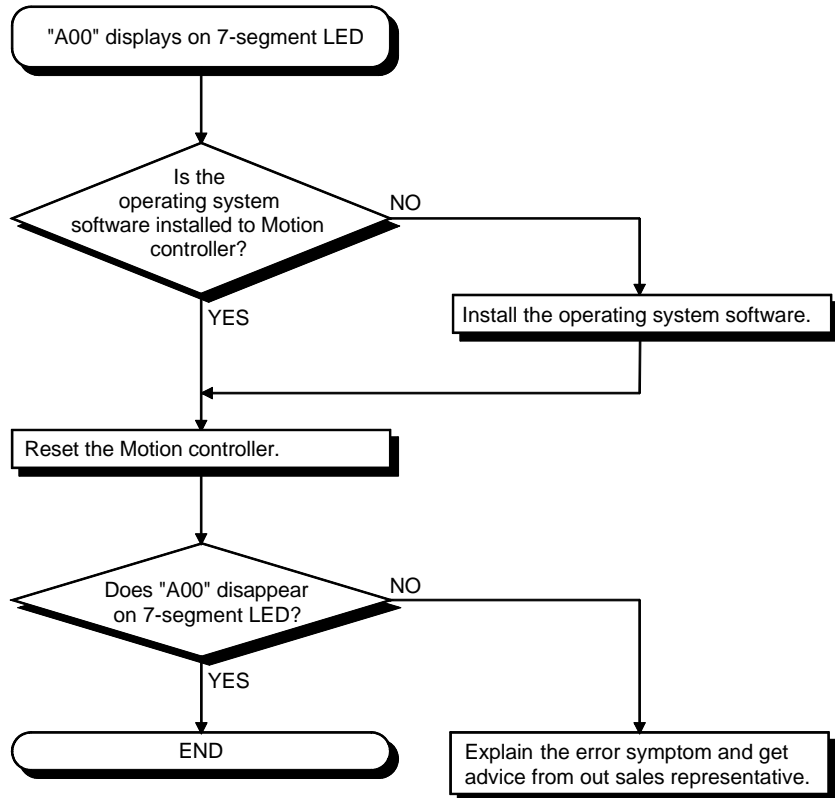 "A00" displays on 7-segment LED
Is the
operating system
software installed to Motion
controller?
NO
YES
Install the operating system software.
Reset the Motion controller.
Does "A00" disappear
on 7-segment LED?
NO
YES
END
Explain the error symptom and get
advice from out sales representative.